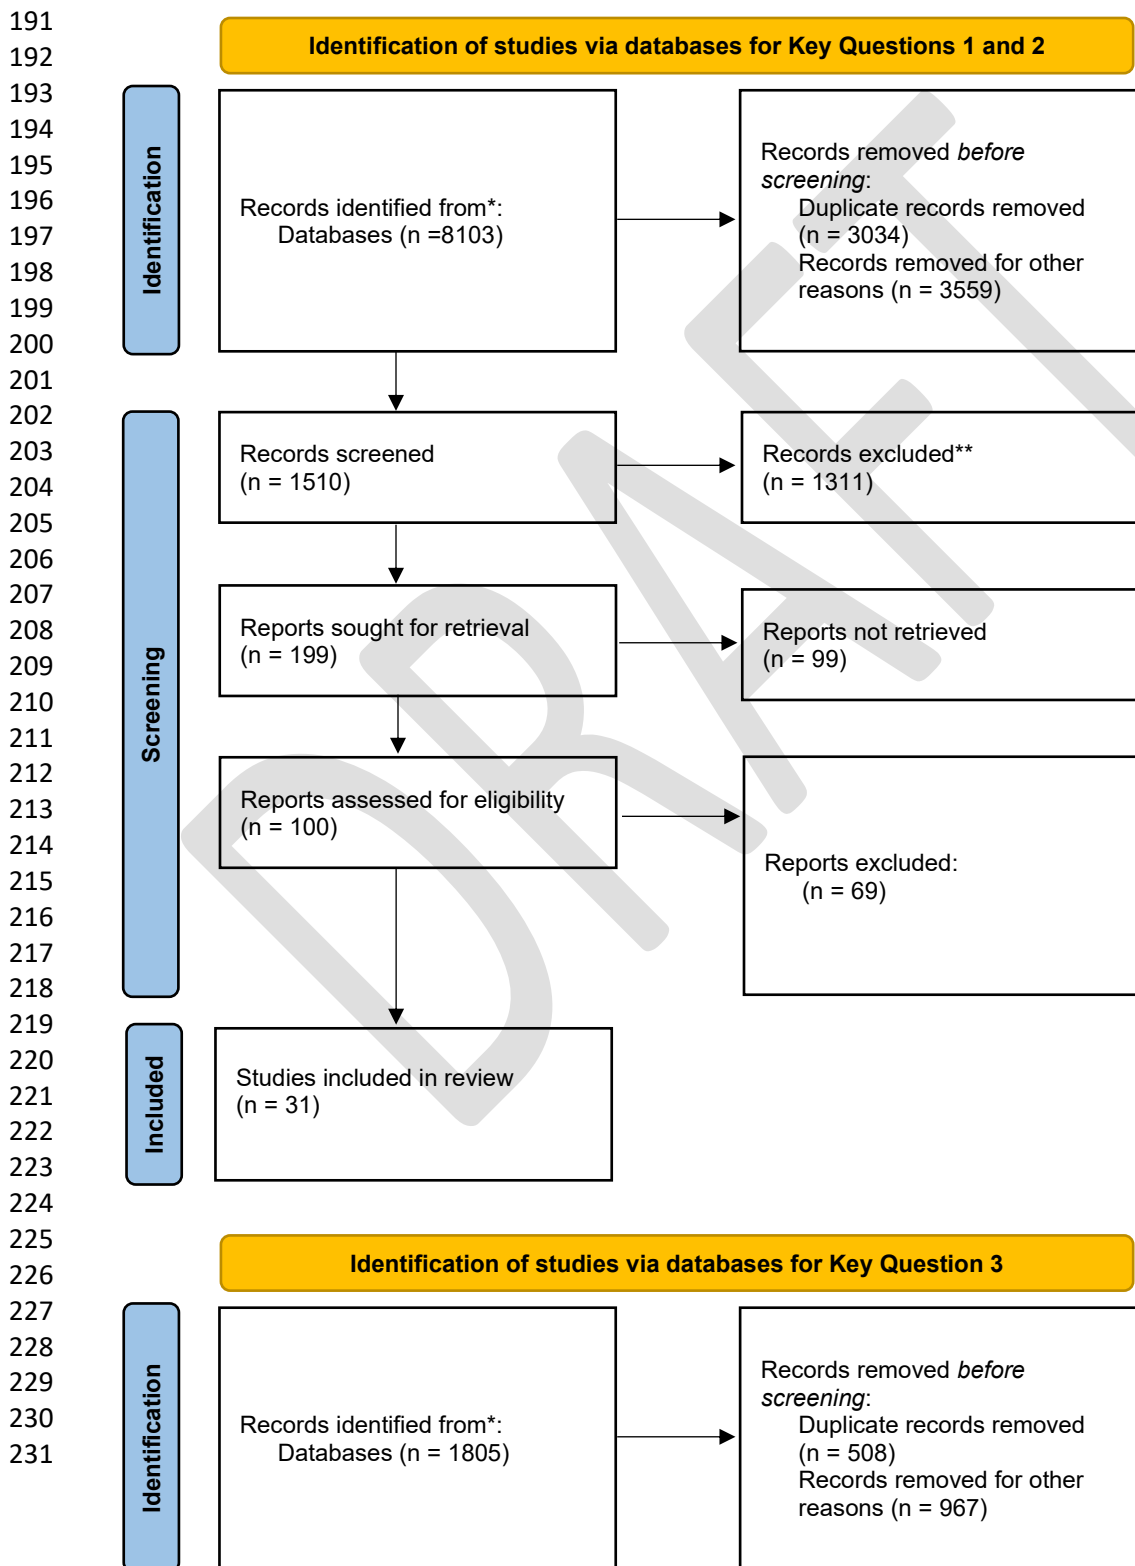 191
192
193
194
195
196
197
198
199
200
201
202
203
204
205
206
207
208
209
210
211
212
213
214
215
216
217
218
219
220
221
222
223
224
225
226
227
228
229
230
231
Identification of studies via databases for Key Questions 1 and 2
Identification
Records identified from*:
Databases (n =8103)
Records removed before
screening:
Duplicate records removed
(n = 3034)
Records removed for other
reasons (n = 3559)
Screening
Records screened
(n = 1510)
Records excluded**
(n = 1311)
Reports sought for retrieval
(n = 199)
Reports not retrieved
(n = 99)
Reports assessed for eligibility
(n = 100)
Reports excluded:
(n = 69)
Included
Studies included in review
(n = 31)
Identification of studies via databases for Key Question 3
Identification
Records identified from*:
Databases (n = 1805)
Records removed before
screening:
Duplicate records removed
(n = 508)
Records removed for other
reasons (n = 967)
DRAFT